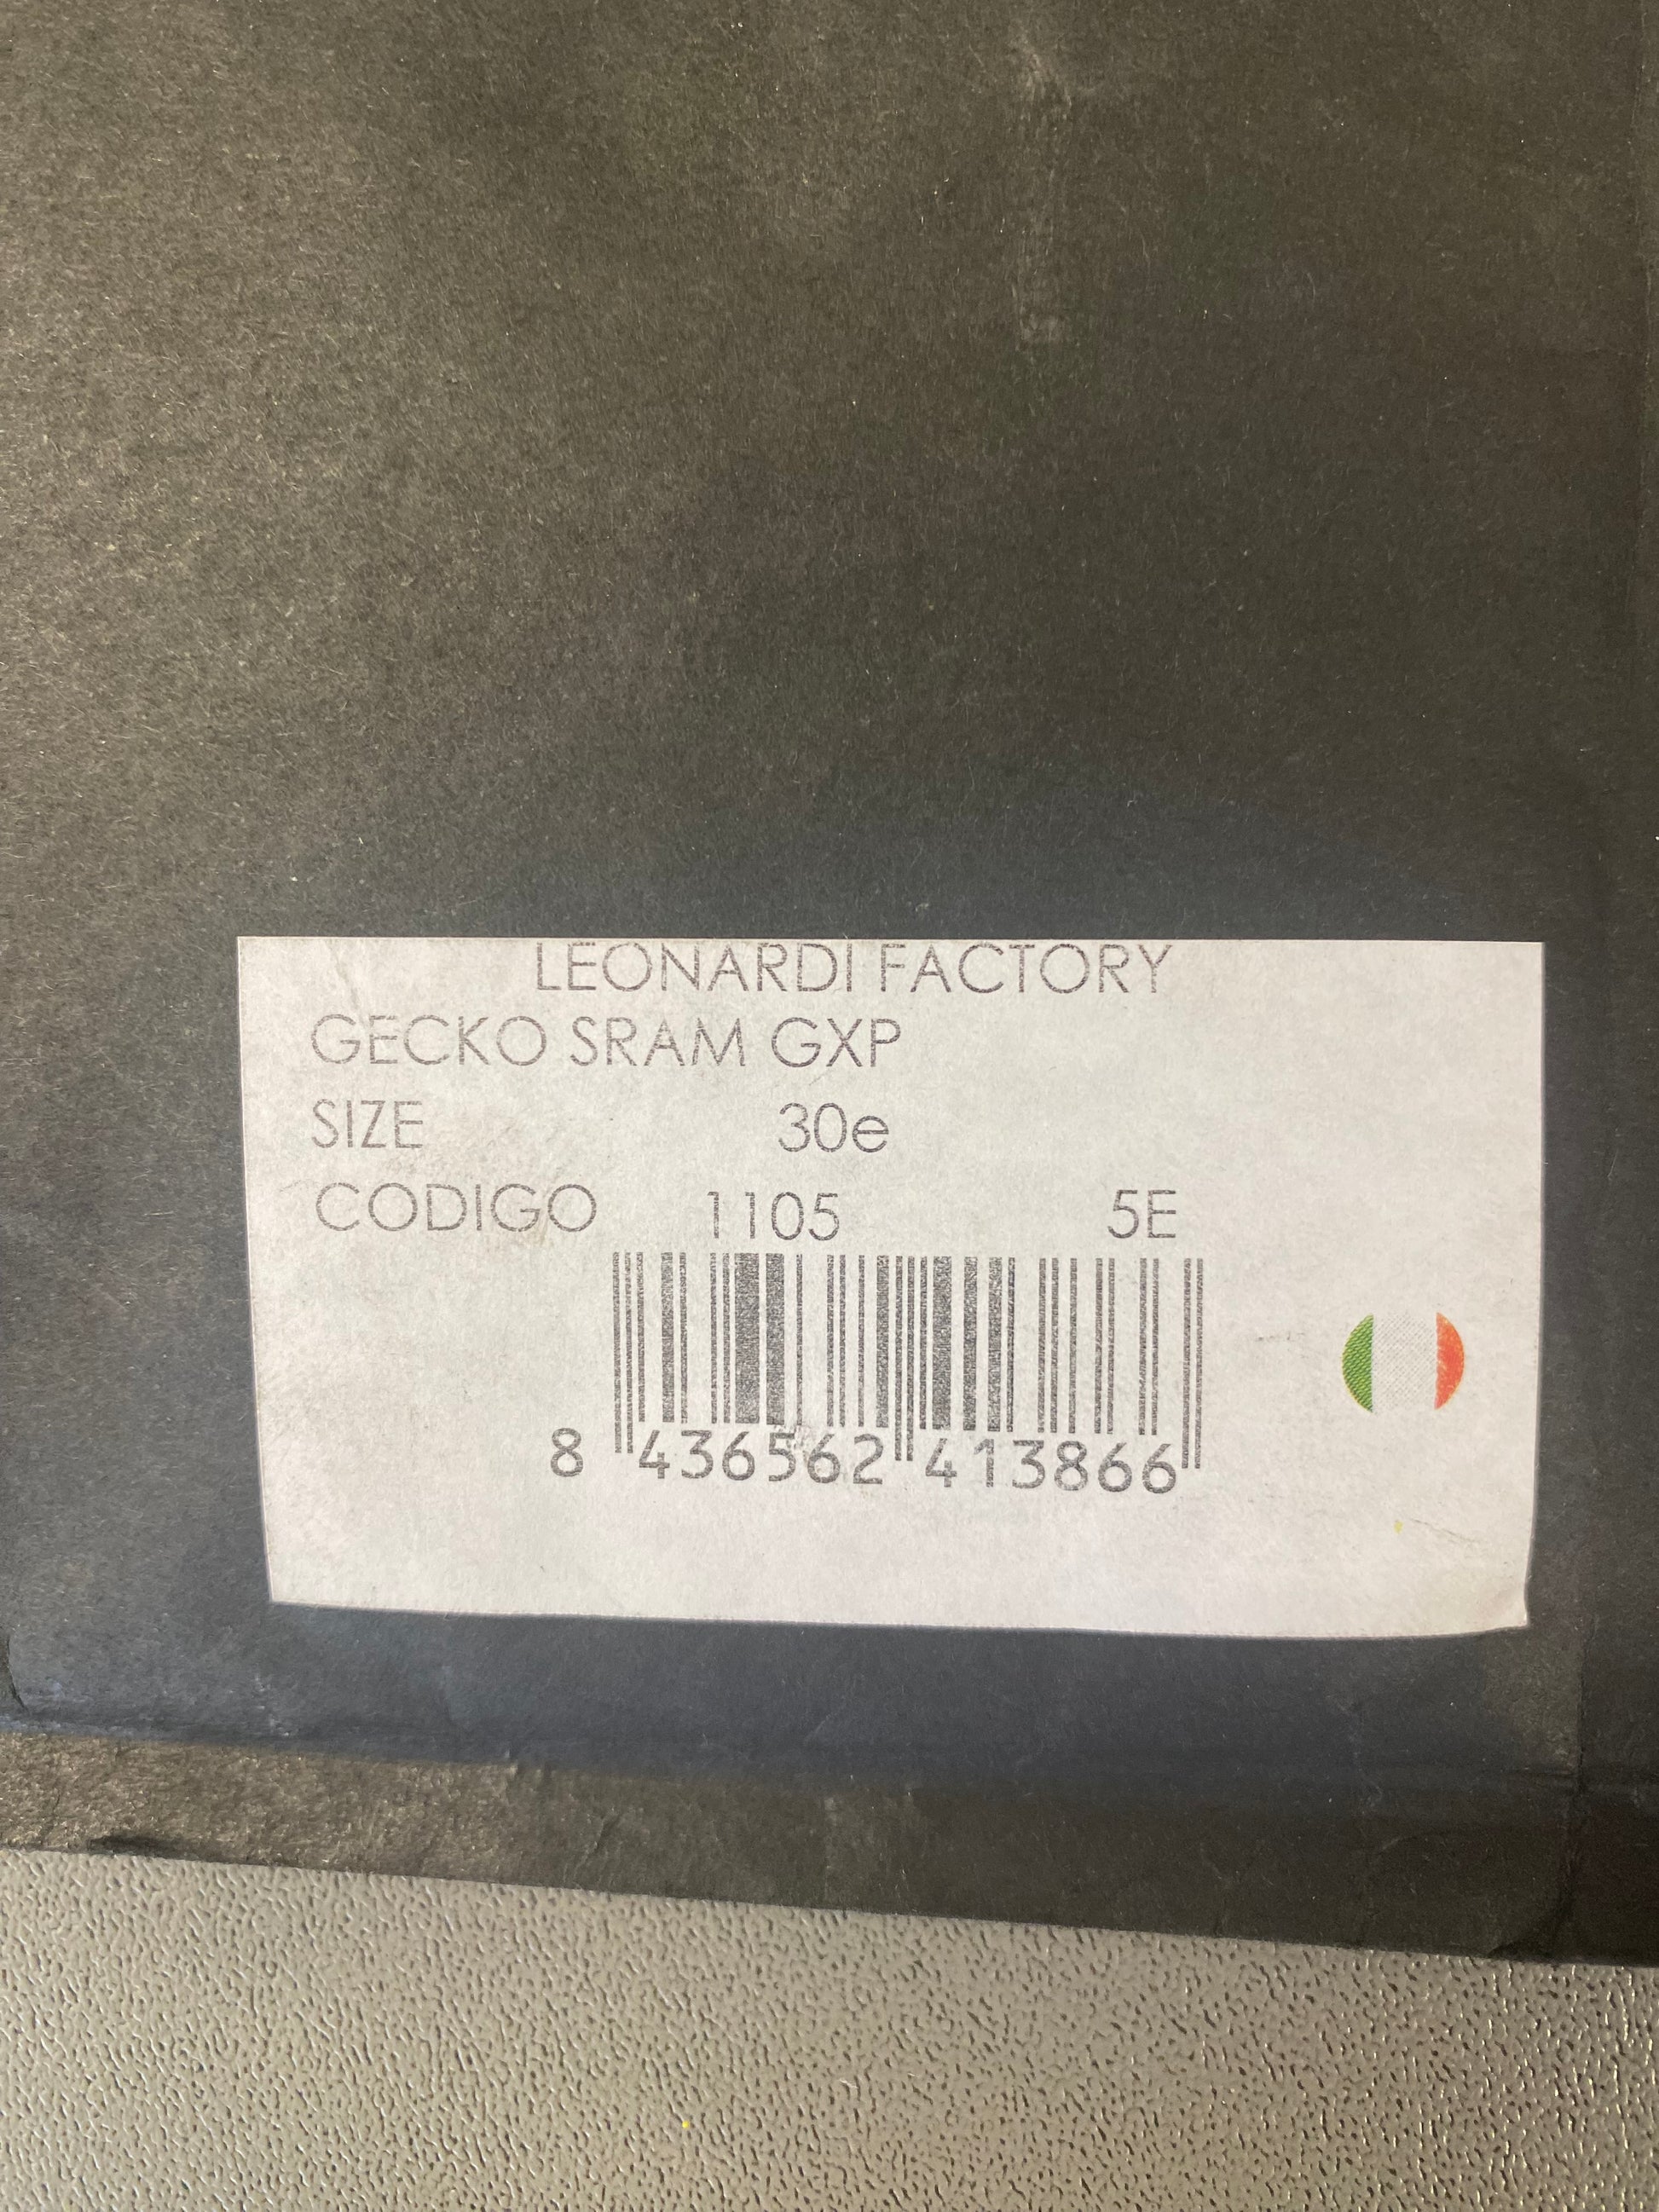 LEONARDI FACTORY
GECKO SRAM GXP
SIZE 30e
CODIGO 1105 5E
8 436562 413866